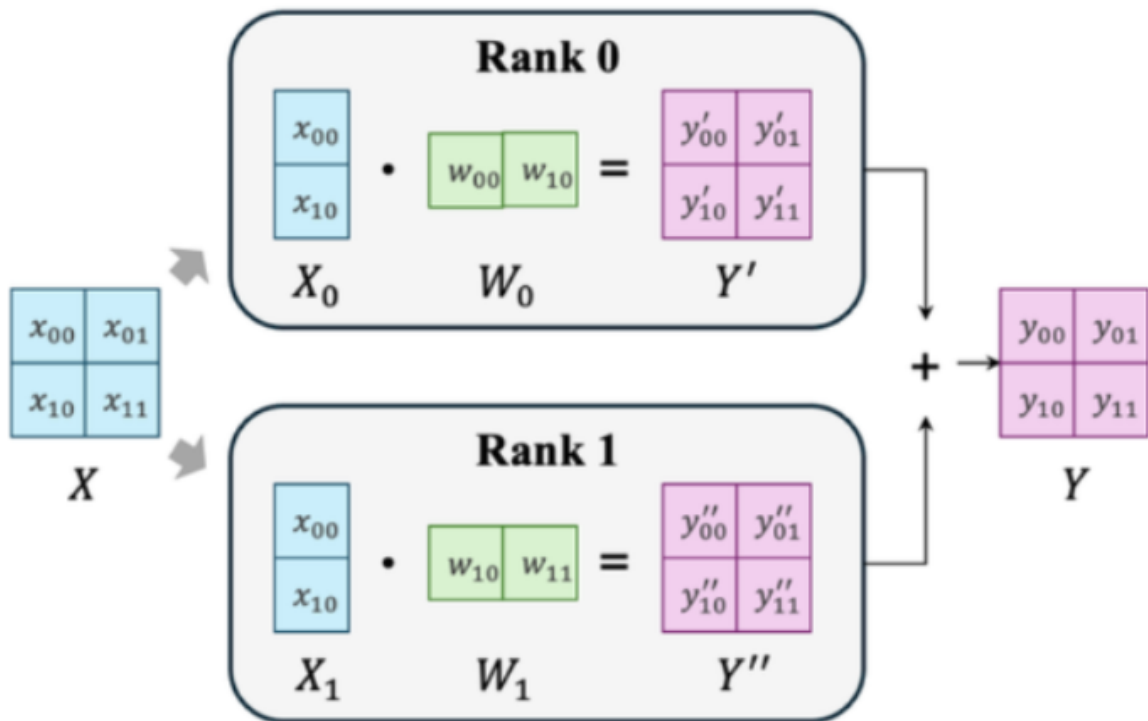 Rank 0
x₀₀
x₁₀
·
w₀₀ w₁₀
=
y′₀₀ y′₀₁
y′₁₀ y′₁₁
X₀ W₀ Y′
x₀₀ x₀₁
x₁₀ x₁₁
X
Rank 1
x₀₀
x₁₀
·
w₁₀ w₁₁
=
y′′₀₀ y′′₀₁
y′′₁₀ y′′₁₁
X₁ W₁ Y′′
+
y₀₀ y₀₁
y₁₀ y₁₁
Y